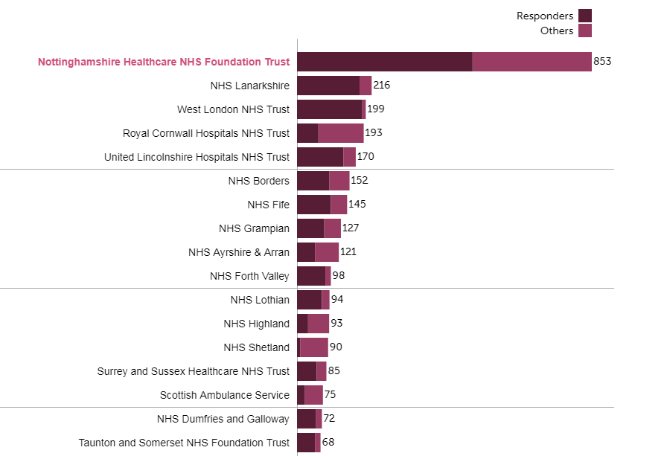 Responders
Others
Nottinghamshire Healthcare NHS Foundation Trust 853
NHS Lanarkshire 216
West London NHS Trust 199
Royal Cornwall Hospitals NHS Trust 193
United Lincolnshire Hospitals NHS Trust 170
NHS Borders 152
NHS Fife 145
NHS Grampian 127
NHS Ayrshire & Arran 121
NHS Forth Valley 98
NHS Lothian 94
NHS Highland 93
NHS Shetland 90
Surrey and Sussex Healthcare NHS Trust 85
Scottish Ambulance Service 75
NHS Dumfries and Galloway 72
Taunton and Somerset NHS Foundation Trust 68